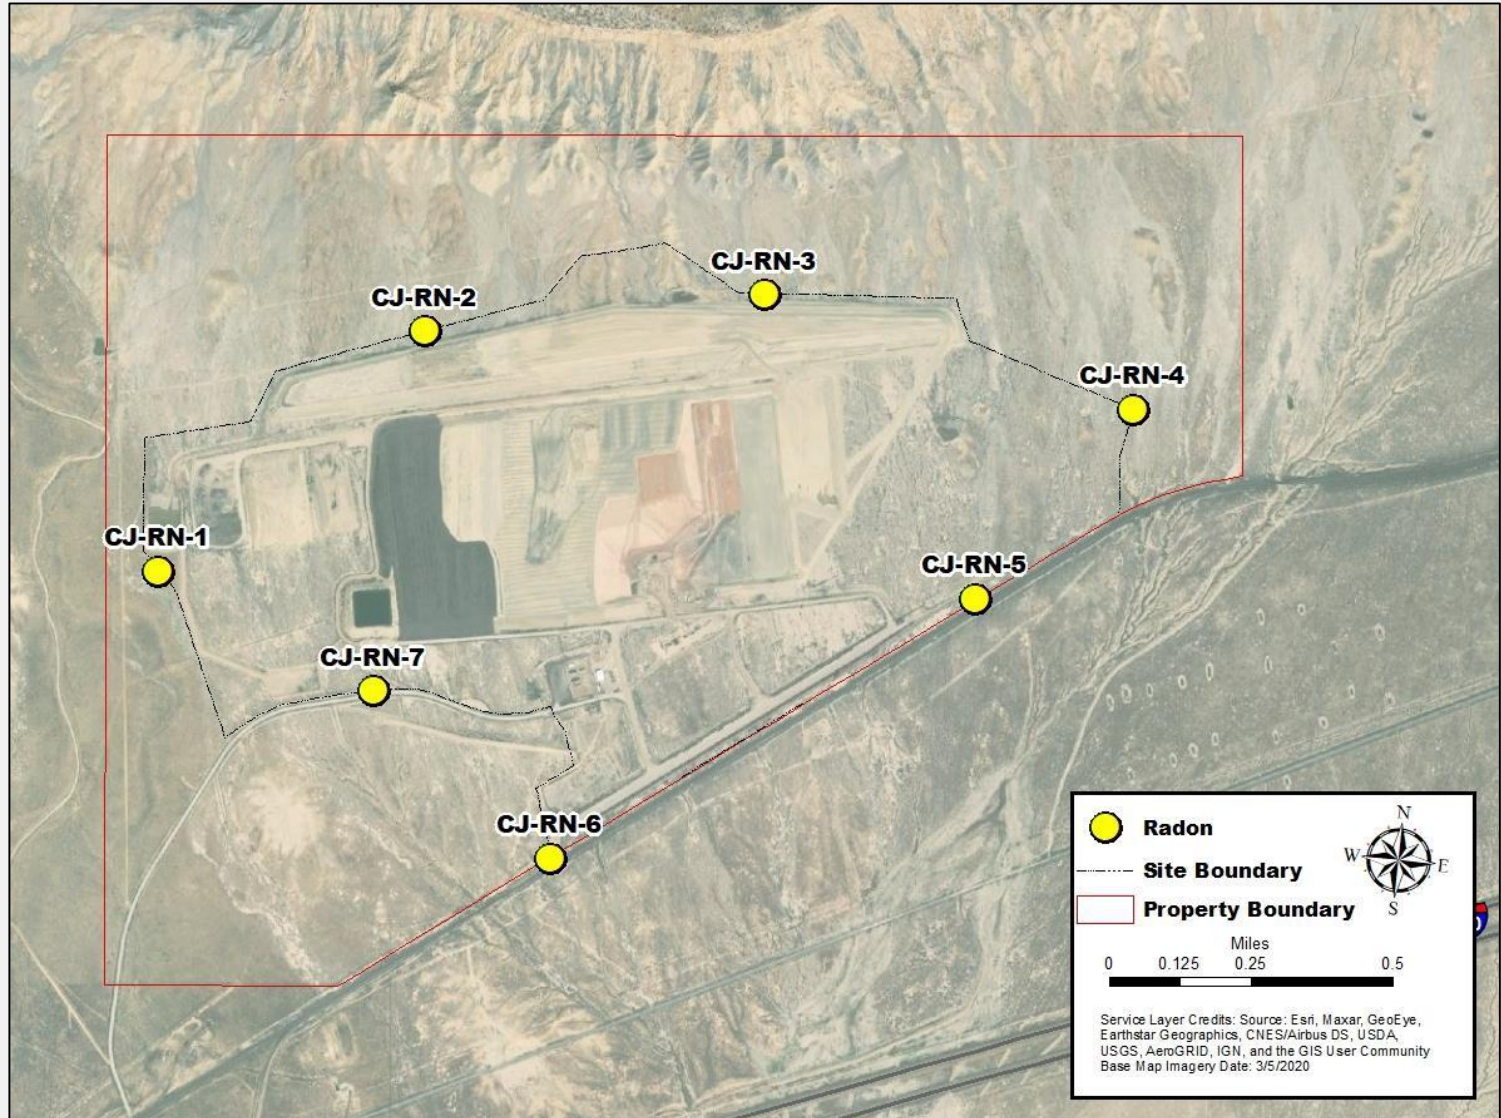 CJ-RN-3
CJ-RN-2
CJ-RN-4
CJ-RN-1
CJ-RN-5
CJ-RN-7
CJ-RN-6
Radon
Site Boundary
Property Boundary
N
W
E
S
Miles
0 0.125 0.25 0.5
Service Layer Credits: Source: Esri, Maxar, GeoEye,
Earthstar Geographics, CNES/Airbus DS, USDA,
USGS, AeroGRID, IGN, and the GIS User Community
Base Map Imagery Date: 3/5/2020